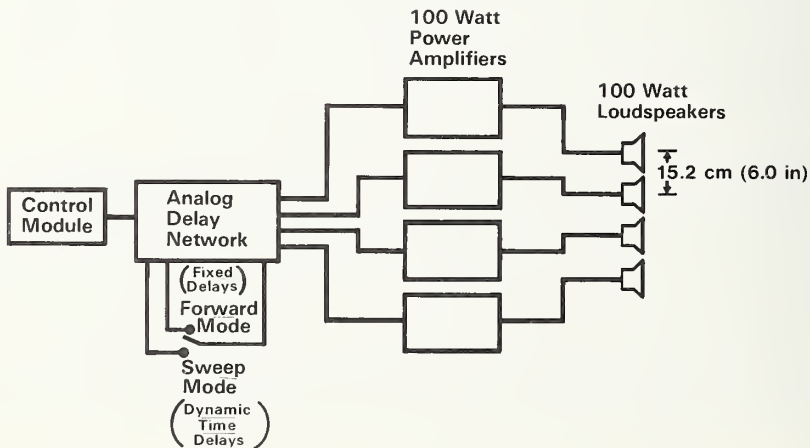 100 Watt
Power
Amplifiers
100 Watt
Loudspeakers
15.2 cm (6.0 in)
Control
Module
Analog
Delay
Network
(Fixed
Delays)
Forward
Mode
Sweep
Mode
(Dynamic
Time
Delays)